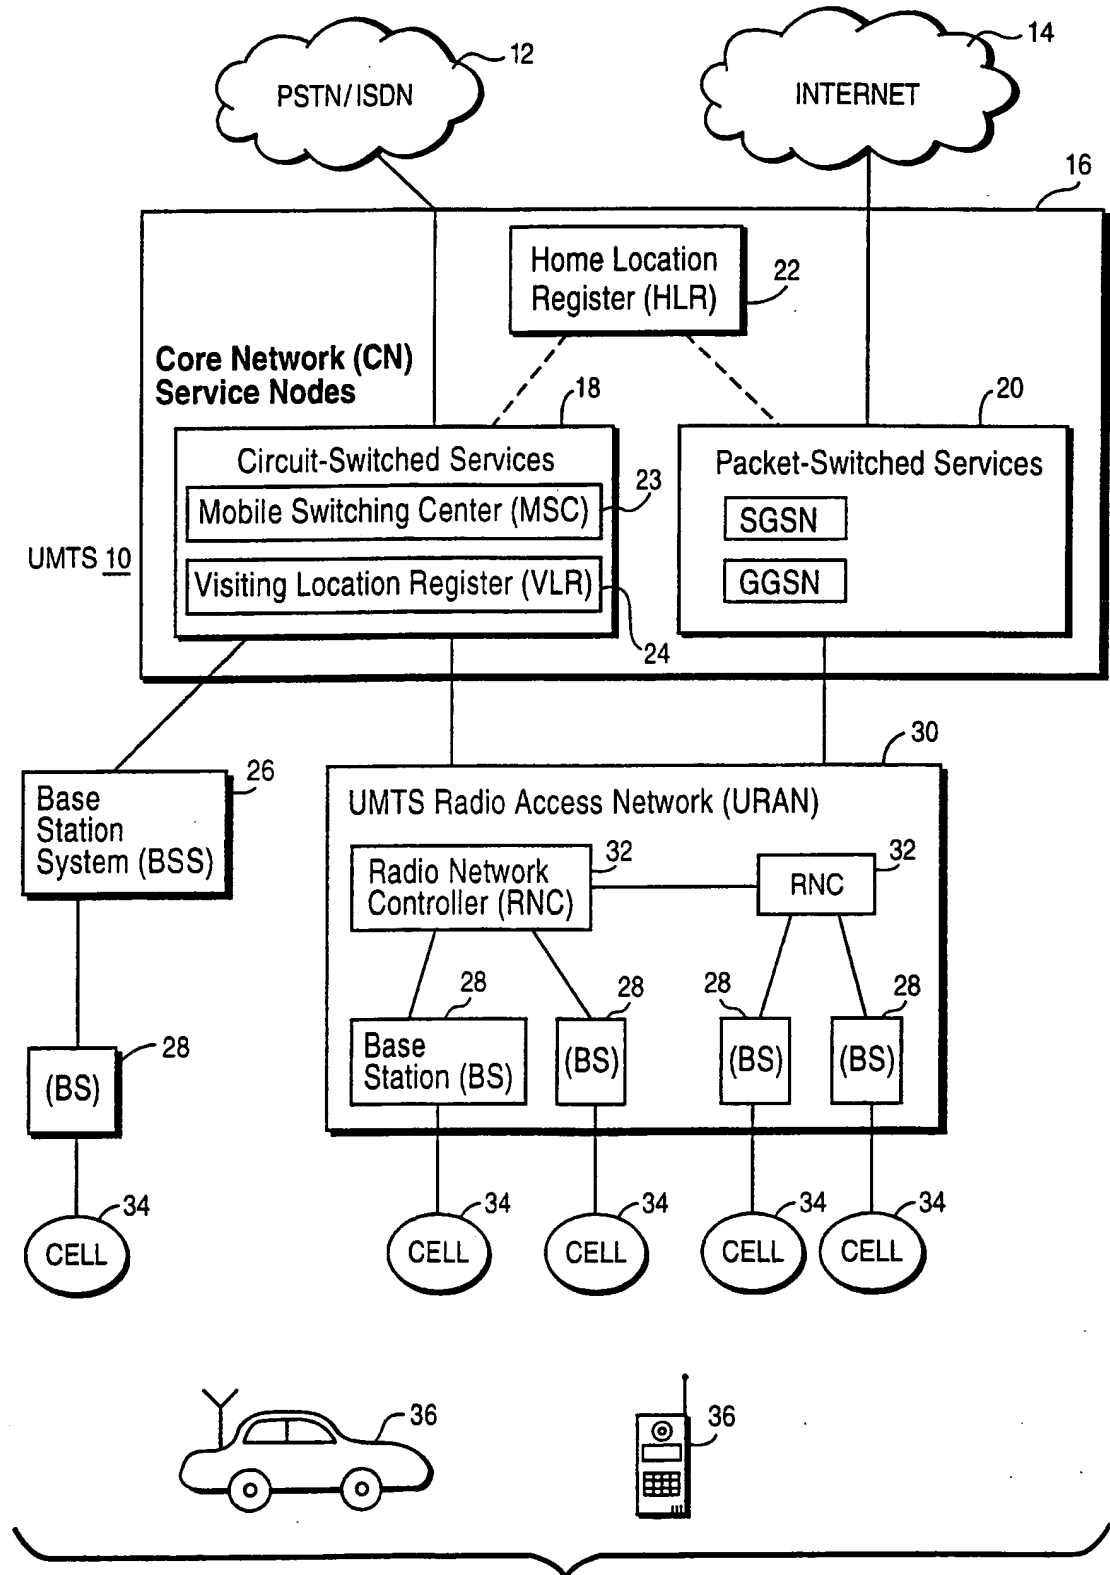 12
PSTN/ISDN
14
INTERNET
16
Home Location
Register (HLR)
22
Core Network (CN)
Service Nodes
18
20
Circuit-Switched Services
Mobile Switching Center (MSC)
23
Visiting Location Register (VLR)
24
Packet-Switched Services
SGSN
GGSN
UMTS 10
26
Base
Station
System (BSS)
30
UMTS Radio Access Network (URAN)
Radio Network
Controller (RNC)
32
RNC
32
28
Base
Station (BS)
28
(BS)
28
(BS)
28
(BS)
28
(BS)
34
CELL
34
CELL
34
CELL
34
CELL
34
CELL
36
36